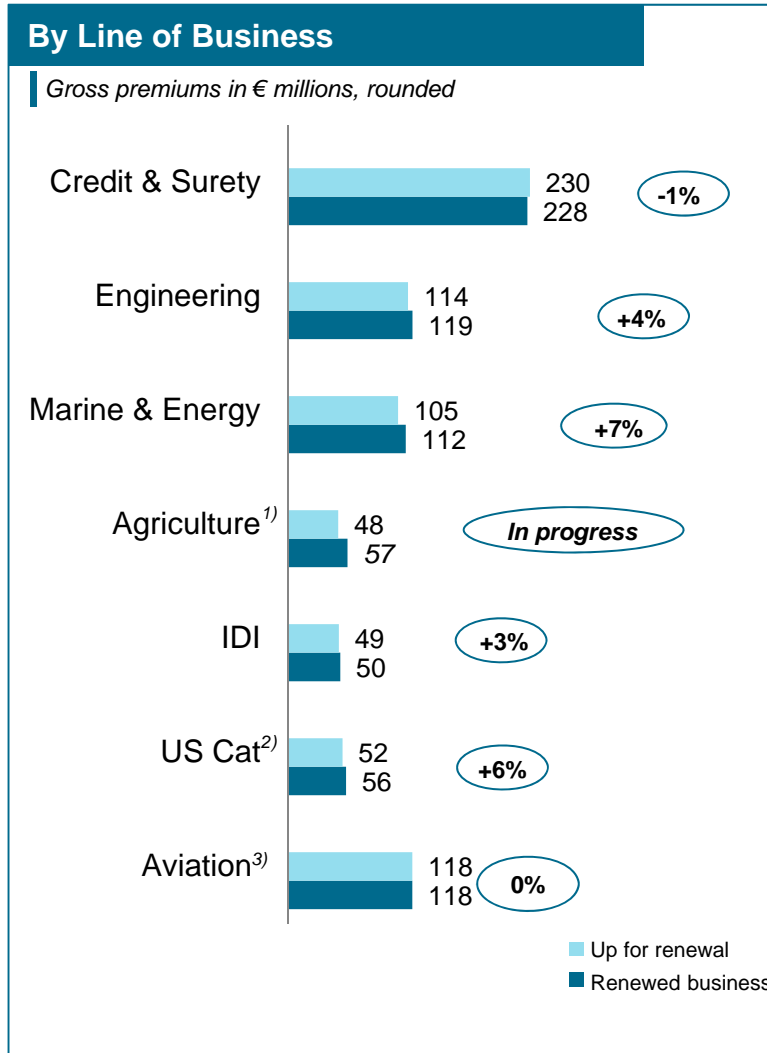 By Line of Business
Gross premiums in € millions, rounded
Credit & Surety
230
228
-1%
Engineering
114
119
+4%
Marine & Energy
105
112
+7%
Agriculture1)
48
57
In progress
IDI
49
50
+3%
US Cat2)
52
56
+6%
Aviation3)
118
118
0%
Up for renewal
Renewed business